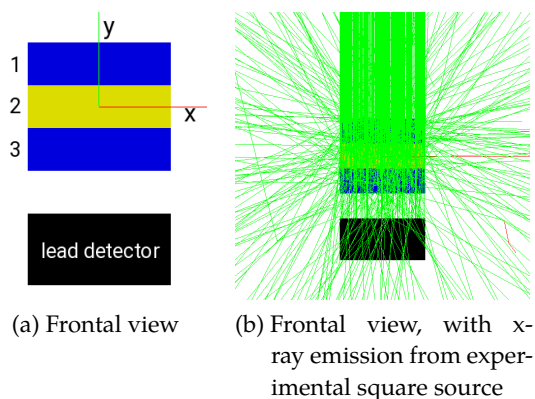 y
1
2
x
3
lead detector
(a) Frontal view
(b) Frontal view, with x-
ray emission from exper-
imental square source